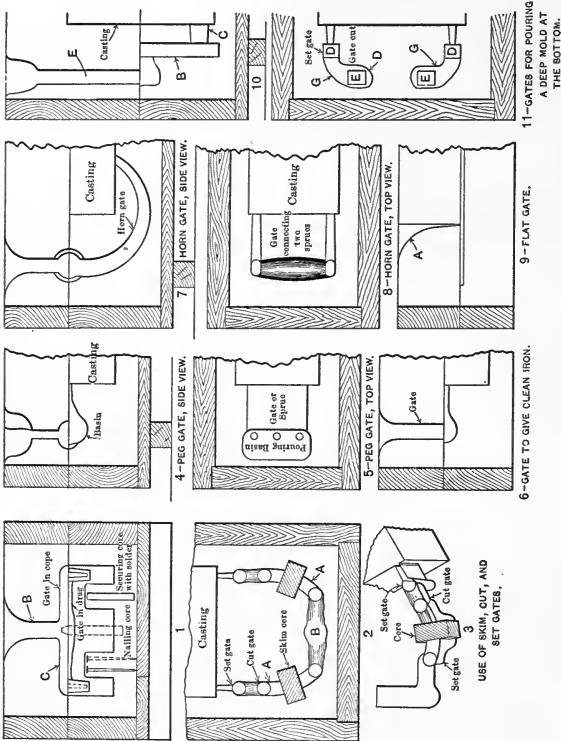 B
Gate in cope
C
Gate in drag
Nailing core
Securing core
with solder
1
Casting
Set gate
Cut gate
A
Skim core
A
B
2
Set gate
Core
Cut gate
Set gate
3
USE OF SKIM, CUT, AND
SET GATES.
Casting
Basin
4-PEG GATE, SIDE VIEW.
Gate or
Sprue
Pouring Basin
5-PEG GATE, TOP VIEW.
Gate
6-GATE TO GIVE CLEAN IRON.
Casting
Horn gate
7
HORN GATE, SIDE VIEW.
Casting
Gate
connecting
two
sprues
8-HORN GATE, TOP VIEW.
A
9-FLAT GATE.
Casting
E
C
B
10
Set gate
Gate cut
D
D
G
E
G
D
E
D
11-GATES FOR POURING
A DEEP MOLD AT
THE BOTTOM.